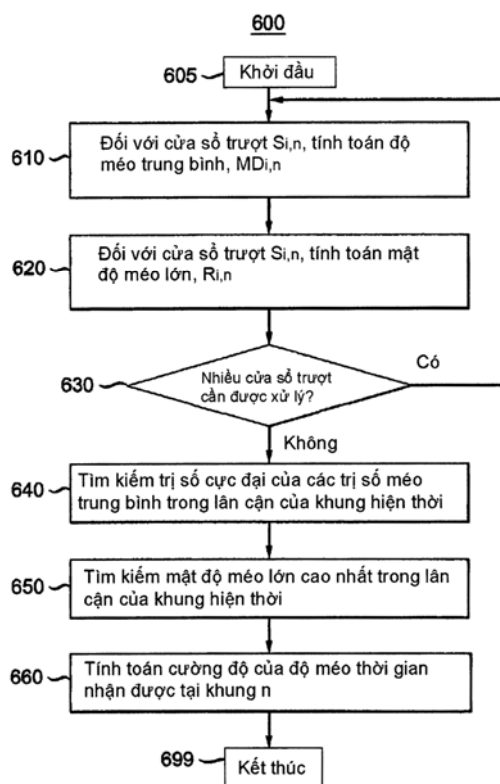 600
605
Khởi đầu
610
Đối với cửa sổ trượt Si,n, tính toán độ
méo trung bình, MDi,n
620
Đối với cửa sổ trượt Si,n, tính toán mật
độ méo lớn, Ri,n
630
Nhiều cửa sổ trượt
cần được xử lý?
Có
Không
640
Tìm kiếm trị số cực đại của các trị số méo
trung bình trong lân cận của khung hiện thời
650
Tìm kiếm mật độ méo lớn cao nhất trong lân
cận của khung hiện thời
660
Tính toán cường độ của độ méo thời gian
nhận được tại khung n
699
Kết thúc